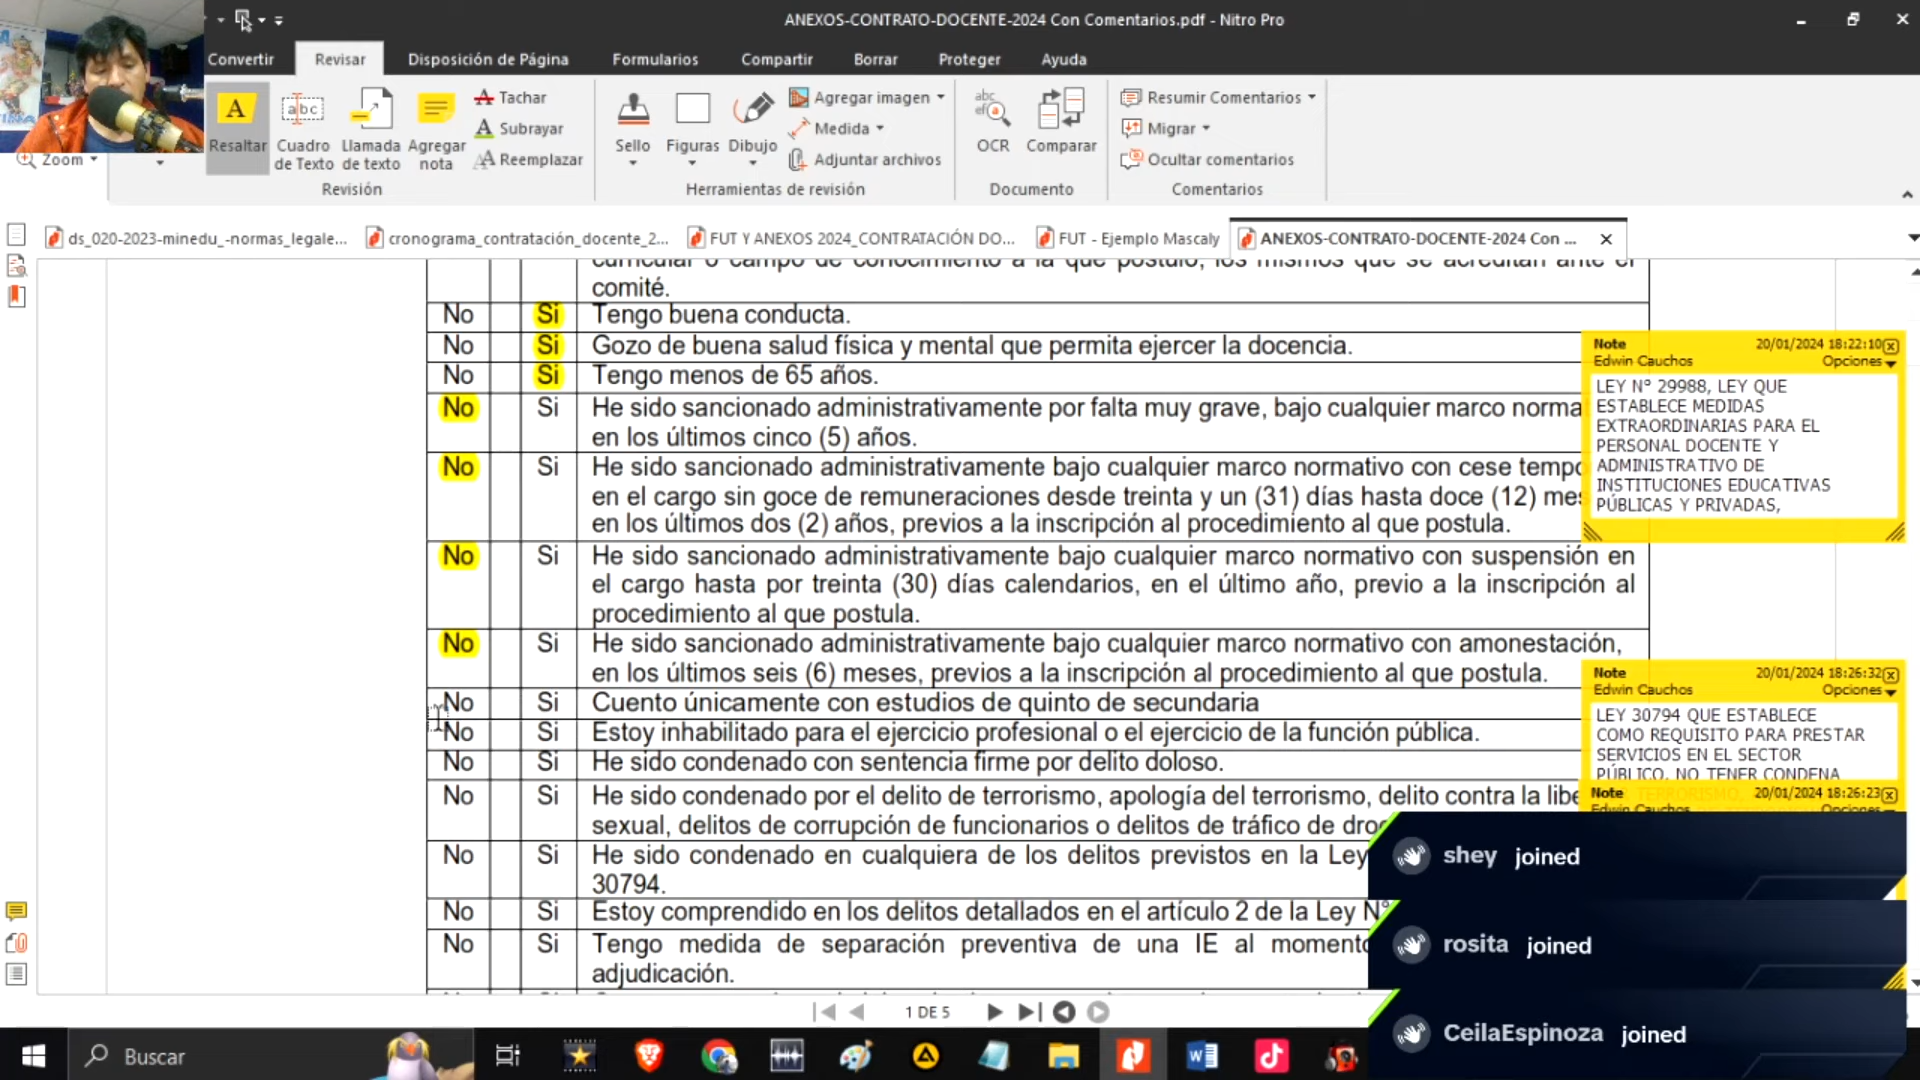 ANEXOS-CONTRATO-DOCENTE-2024 Con Comentarios.pdf - Nitro Pro
Convertir
Revisar
Disposición de Página
Formularios
Compartir
Borrar
Proteger
Ayuda
Zoom
Resaltar
Cuadro de Texto
Llamada de texto
Agregar nota
Tachar
Subrayar
Reemplazar
Revisión
Sello
Figuras
Dibujo
Agregar imagen
Medida
Adjuntar archivos
Herramientas de revisión
OCR
Comparar
Documento
Resumir Comentarios
Migrar
Ocultar comentarios
Comentarios
ds_020-2023-minedu_-normas_legale...
cronograma_contratación_docente_2...
FUT Y ANEXOS 2024_CONTRATACIÓN DO...
FUT - Ejemplo Mascaly
ANEXOS-CONTRATO-DOCENTE-2024 Con ...
curricular o campo de conocimiento a la que postulo, los mismos que se acreditan ante el
comité.
No Si Tengo buena conducta.
No Si Gozo de buena salud física y mental que permita ejercer la docencia.
No Si Tengo menos de 65 años.
No Si He sido sancionado administrativamente por falta muy grave, bajo cualquier marco norma
en los últimos cinco (5) años.
No Si He sido sancionado administrativamente bajo cualquier marco normativo con cese tempo
en el cargo sin goce de remuneraciones desde treinta y un (31) días hasta doce (12) mes
en los últimos dos (2) años, previos a la inscripción al procedimiento al que postula.
No Si He sido sancionado administrativamente bajo cualquier marco normativo con suspensión en
el cargo hasta por treinta (30) días calendarios, en el último año, previo a la inscripción al
procedimiento al que postula.
No Si He sido sancionado administrativamente bajo cualquier marco normativo con amonestación,
en los últimos seis (6) meses, previos a la inscripción al procedimiento al que postula.
No Si Cuento únicamente con estudios de quinto de secundaria
No Si Estoy inhabilitado para el ejercicio profesional o el ejercicio de la función pública.
No Si He sido condenado con sentencia firme por delito doloso.
No Si He sido condenado por el delito de terrorismo, apología del terrorismo, delito contra la libe
sexual, delitos de corrupción de funcionarios o delitos de tráfico de dro
No Si He sido condenado en cualquiera de los delitos previstos en la Ley
30794.
No Si Estoy comprendido en los delitos detallados en el artículo 2 de la Ley N°
No Si Tengo medida de separación preventiva de una IE al moment
adjudicación.
Note 20/01/2024 18:22:10
Edwin Cauchos Opciones
LEY N° 29988, LEY QUE
ESTABLECE MEDIDAS
EXTRAORDINARIAS PARA EL
PERSONAL DOCENTE Y
ADMINISTRATIVO DE
INSTITUCIONES EDUCATIVAS
PÚBLICAS Y PRIVADAS,
Note 20/01/2024 18:26:32
Edwin Cauchos Opciones
LEY 30794 QUE ESTABLECE
COMO REQUISITO PARA PRESTAR
SERVICIOS EN EL SECTOR
PÚBLICO, NO TENER CONDENA
Note 20/01/2024 18:26:23
Edwin Cauchos Opciones
shey joined
rosita joined
CeilaEspinoza joined
1 DE 5
Buscar